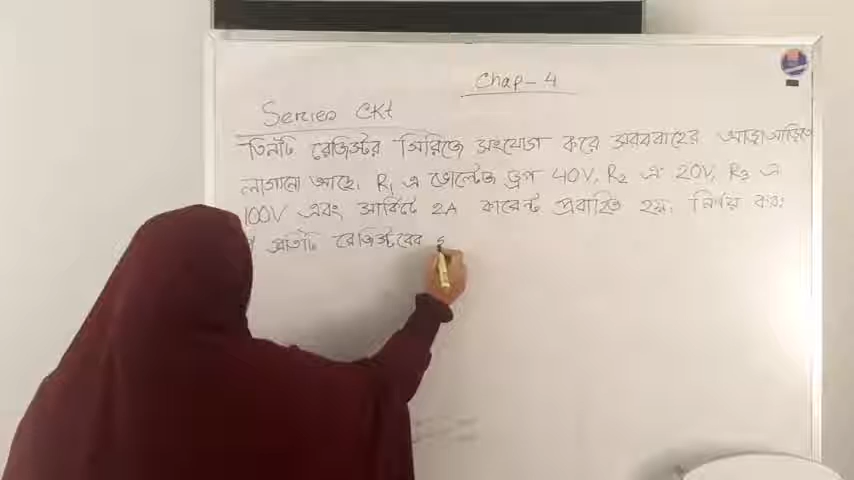 Chap - 4
Series CKt
তিনটি রেজিস্টর সিরিজে সংযোগ করে সরবরাহের আড়াআড়িতে
লাগানো আছে। R₁ এ ভোল্টেজ ড্রপ 40V, R₂ এ 20V, R₃ এ
100V এবং সার্কিটে 2A কারেন্ট প্রবাহিত হয়। নির্ণয় কর:
প্রতিটি রেজিস্টরের